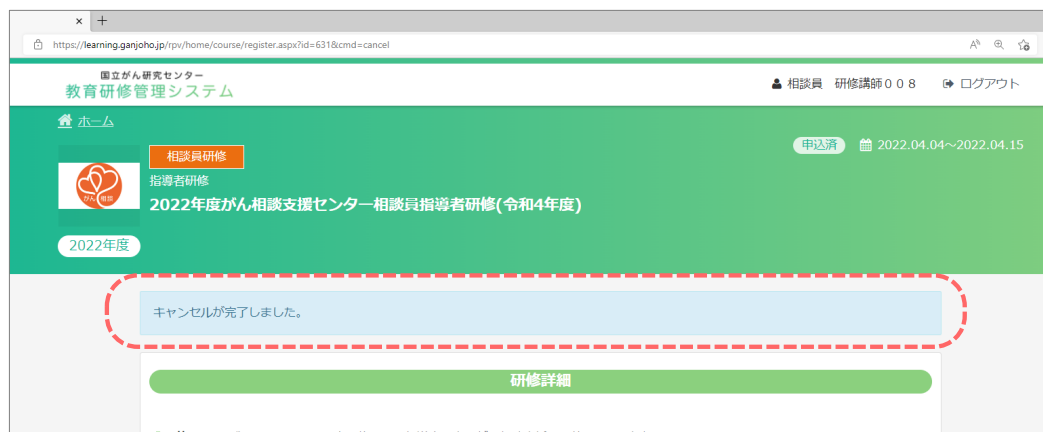 × +
https://learning.ganjoho.jp/rpv/home/course/register.aspx?id=631&cmd=cancel
国立がん研究センター
教育研修管理システム
相談員 研修講師008 ログアウト
ホーム
申込済 2022.04.04～2022.04.15
相談員研修
指導者研修
2022年度がん相談支援センター相談員指導者研修(令和4年度)
がん 相談
2022年度
キャンセルが完了しました。
研修詳細